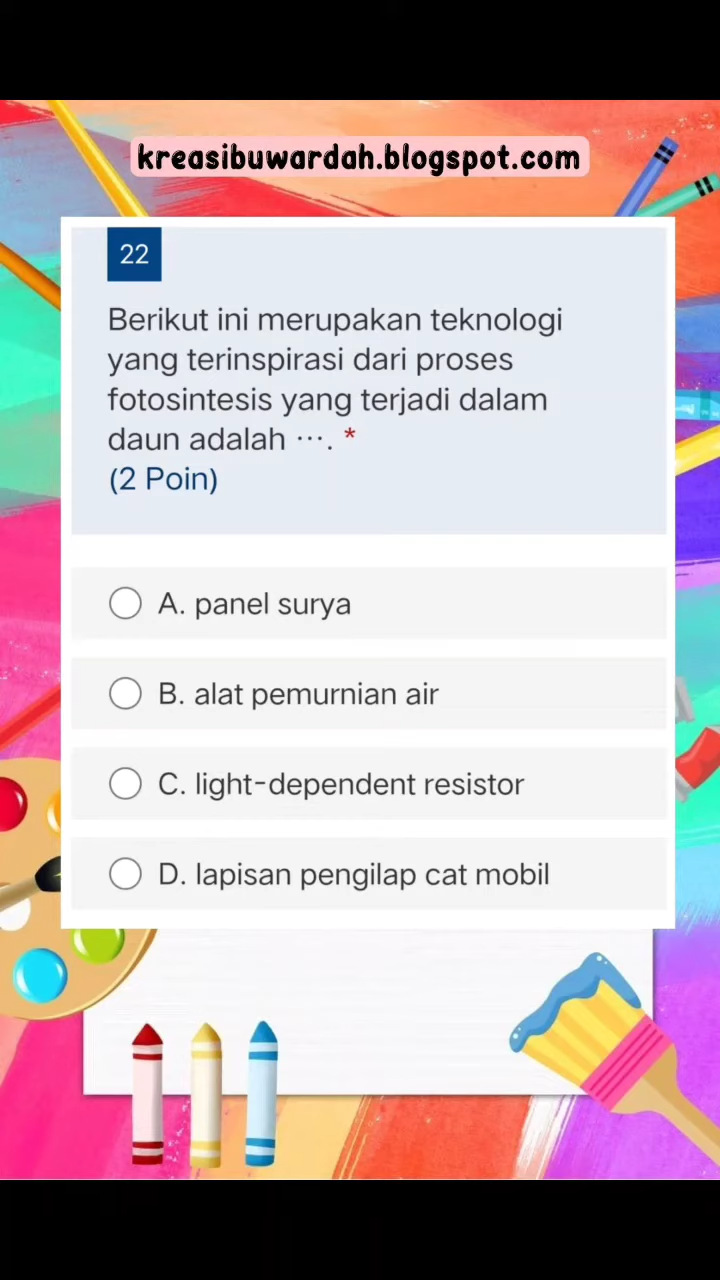 kreasibuwardah.blogspot.com
22
Berikut ini merupakan teknologi
yang terinspirasi dari proses
fotosintesis yang terjadi dalam
daun adalah ⋯. *
(2 Poin)
A. panel surya
B. alat pemurnian air
C. light-dependent resistor
D. lapisan pengilap cat mobil